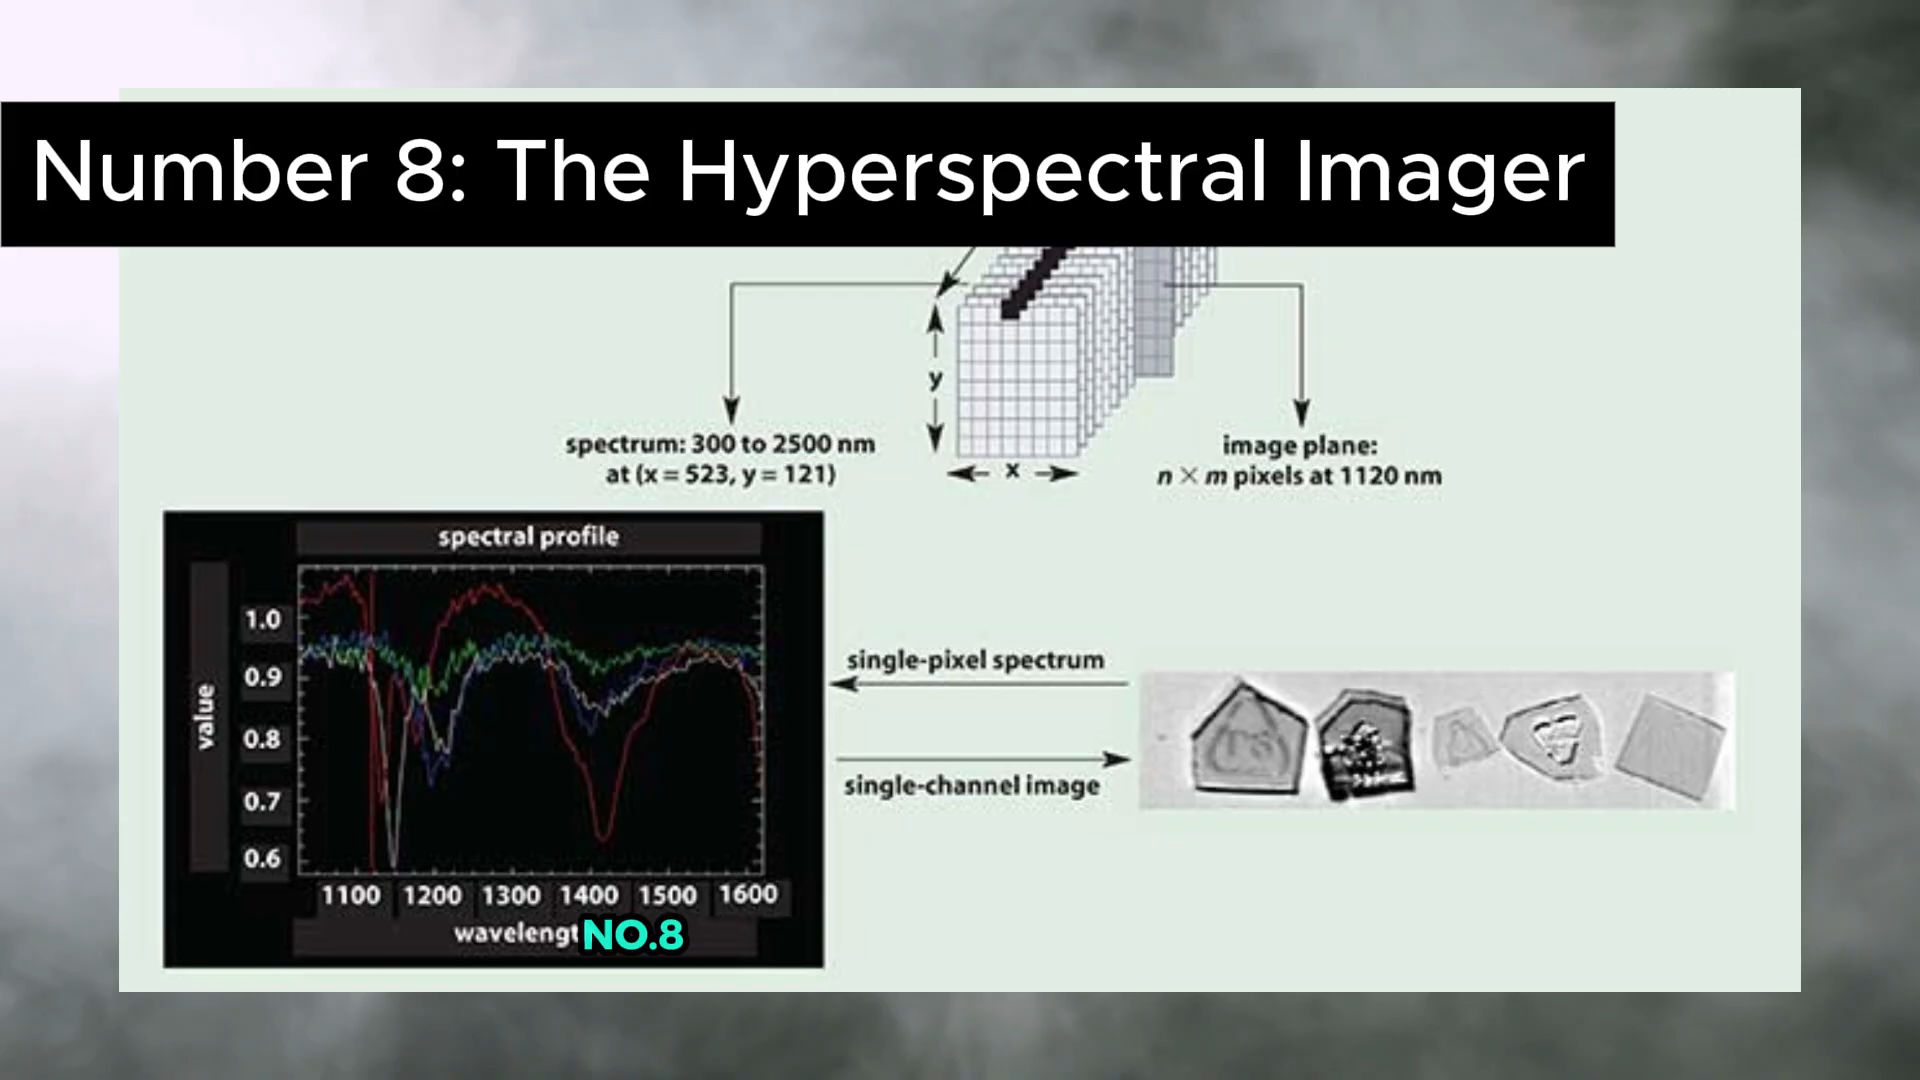 Number 8: The Hyperspectral Imager
y
x
spectrum: 300 to 2500 nm
at (x = 523, y = 121)
image plane:
n × m pixels at 1120 nm
spectral profile
value
1.0
0.9
0.8
0.7
0.6
1100 1200 1300 1400 1500 1600
wavelengt
NO.8
single-pixel spectrum
single-channel image